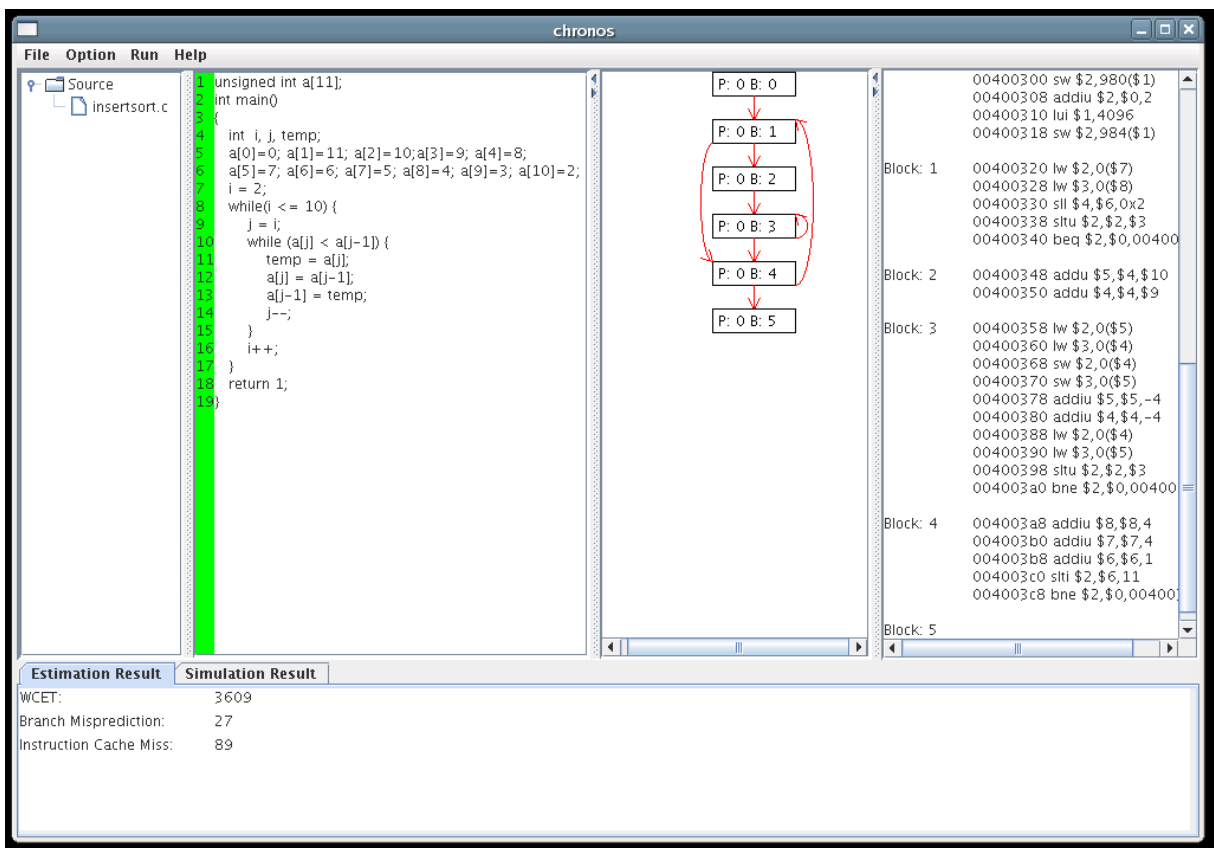 chronos
File Option Run Help
Source
insertsort.c
1 unsigned int a[11];
2 int main()
3 {
4 int i, j, temp;
5 a[0]=0; a[1]=11; a[2]=10;a[3]=9; a[4]=8;
6 a[5]=7; a[6]=6; a[7]=5; a[8]=4; a[9]=3; a[10]=2;
7 i = 2;
8 while(i <= 10) {
9 j = i;
10 while (a[j] < a[j-1]) {
11 temp = a[j];
12 a[j] = a[j-1];
13 a[j-1] = temp;
14 j--;
15 }
16 i++;
17 }
18 return 1;
19}
P: 0 B: 0
P: 0 B: 1
P: 0 B: 2
P: 0 B: 3
P: 0 B: 4
P: 0 B: 5
00400300 sw $2,980($1)
00400308 addiu $2,$0,2
00400310 lui $1,4096
00400318 sw $2,984($1)
Block: 1 00400320 lw $2,0($7)
00400328 lw $3,0($8)
00400330 sll $4,$6,0x2
00400338 sltu $2,$2,$3
00400340 beq $2,$0,00400
Block: 2 00400348 addu $5,$4,$10
00400350 addu $4,$4,$9
Block: 3 00400358 lw $2,0($5)
00400360 lw $3,0($4)
00400368 sw $2,0($4)
00400370 sw $3,0($5)
00400378 addiu $5,$5,-4
00400380 addiu $4,$4,-4
00400388 lw $2,0($4)
00400390 lw $3,0($5)
00400398 sltu $2,$2,$3
004003a0 bne $2,$0,00400
Block: 4 004003a8 addiu $8,$8,4
004003b0 addiu $7,$7,4
004003b8 addiu $6,$6,1
004003c0 slti $2,$6,11
004003c8 bne $2,$0,00400
Block: 5
Estimation Result Simulation Result
WCET: 3609
Branch Misprediction: 27
Instruction Cache Miss: 89